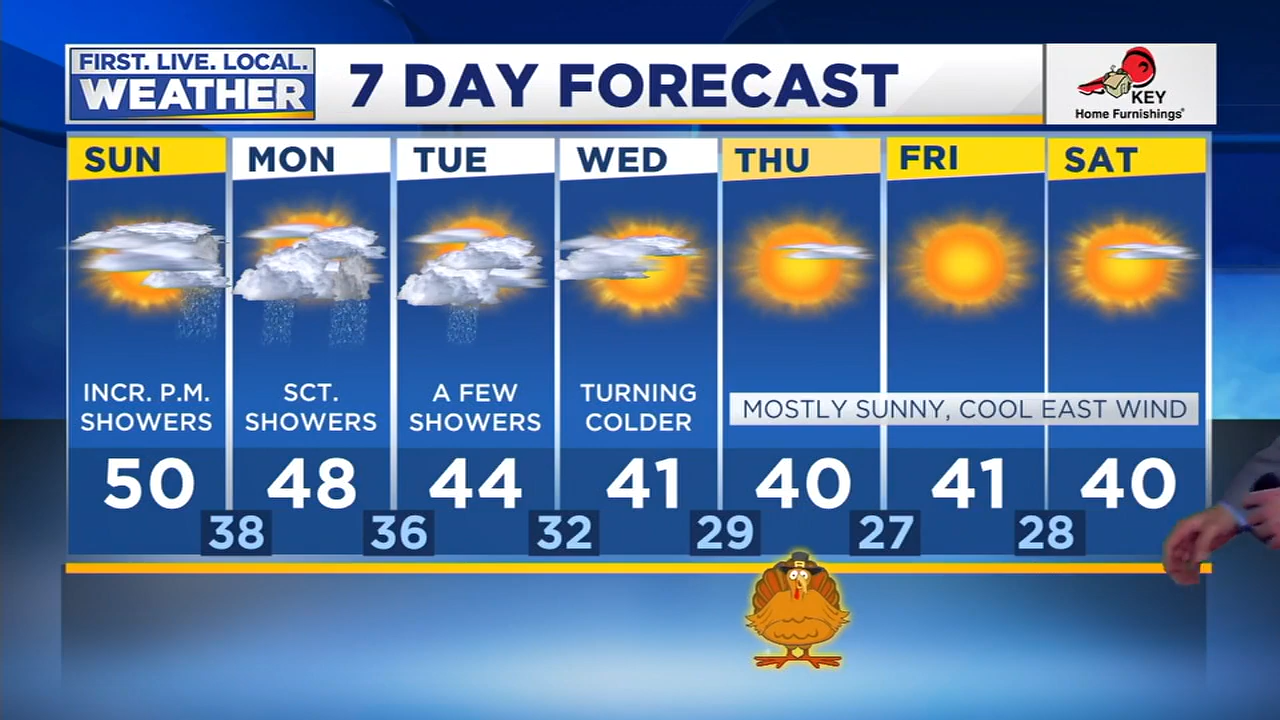 FIRST. LIVE. LOCAL.
WEATHER
7 DAY FORECAST
KEY
Home Furnishings®
SUN MON TUE WED THU FRI SAT
INCR. P.M. SCT. A FEW TURNING
SHOWERS SHOWERS SHOWERS COLDER
MOSTLY SUNNY, COOL EAST WIND
50 48 44 41 40 41 40
38 36 32 29 27 28